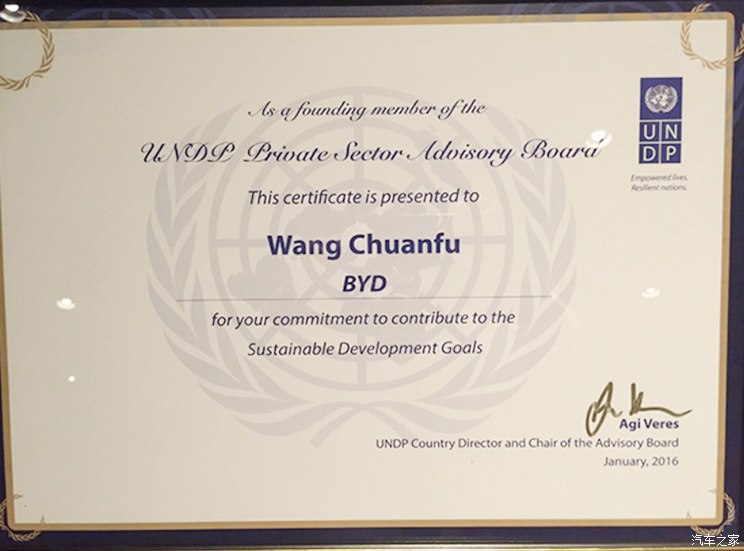 As a founding member of the
UNDP Private Sector Advisory Board
UN
DP
Empowered lives.
Resilient nations.
This certificate is presented to
Wang Chuanfu
BYD
for your commitment to contribute to the
Sustainable Development Goals
Agi Veres
UNDP Country Director and Chair of the Advisory Board
January, 2016
汽车之家